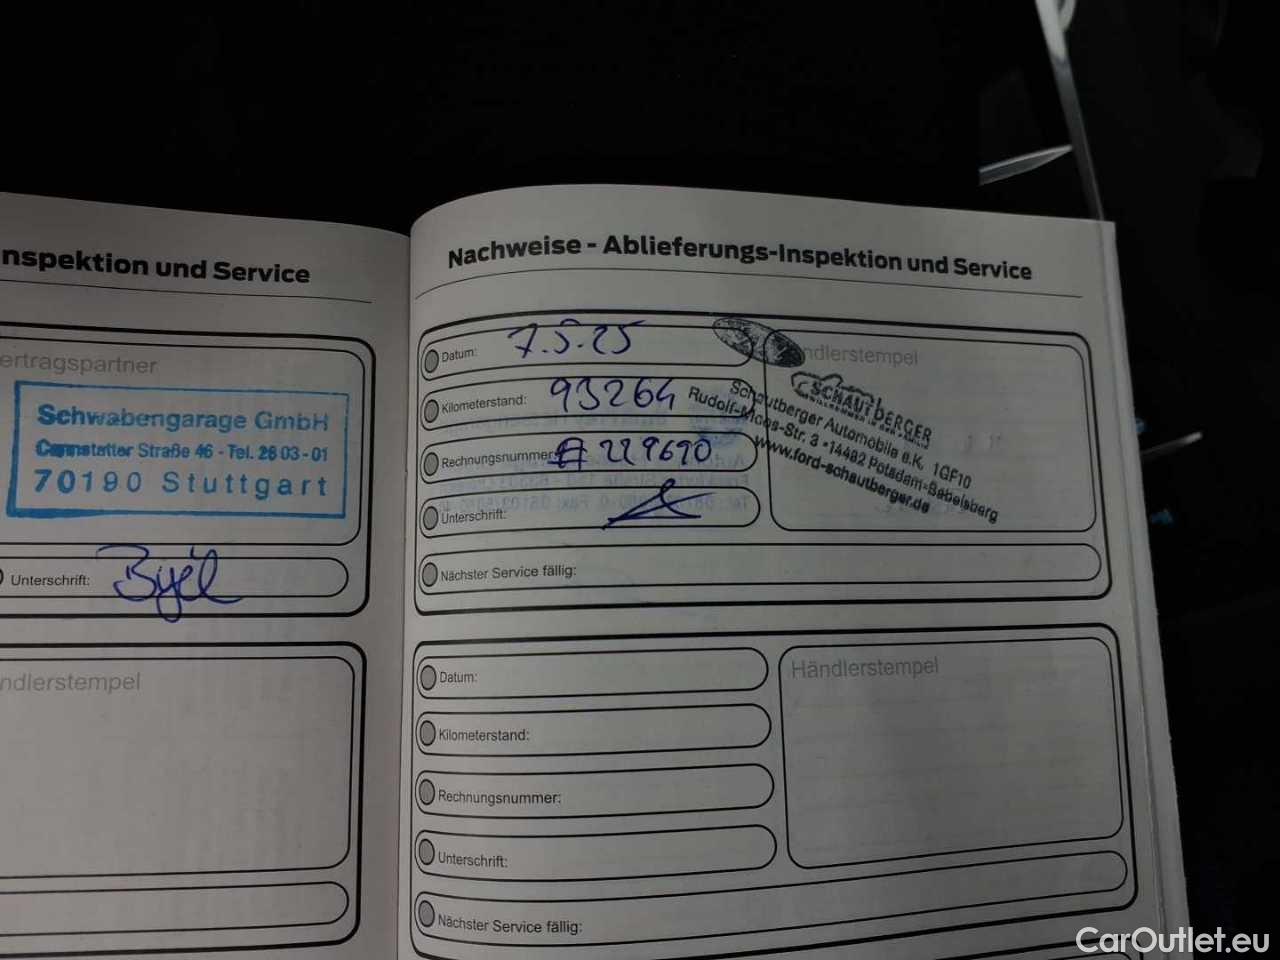 nspektion und Service
ertragspartner
Schwabengarage GmbH
Cannstatter Straße 46 - Tel. 26 03-01
70190 Stuttgart
Unterschrift:
ndlerstempel
Nachweise - Ablieferungs-Inspektion und Service
Datum: 7.5.25
Kilometerstand: 93264
Rechnungsnummer:
Unterschrift:
Nächster Service fällig:
ndlerstempel
SCHAUTBERGER
Schautberger Automobile e.K. 1GF10
Rudolf-Moos-Str. 3 · 14482 Potsdam-Babelsberg
www.ford-schautberger.de
Datum:
Kilometerstand:
Rechnungsnummer:
Unterschrift:
Nächster Service fällig:
Händlerstempel
CarOutlet.eu